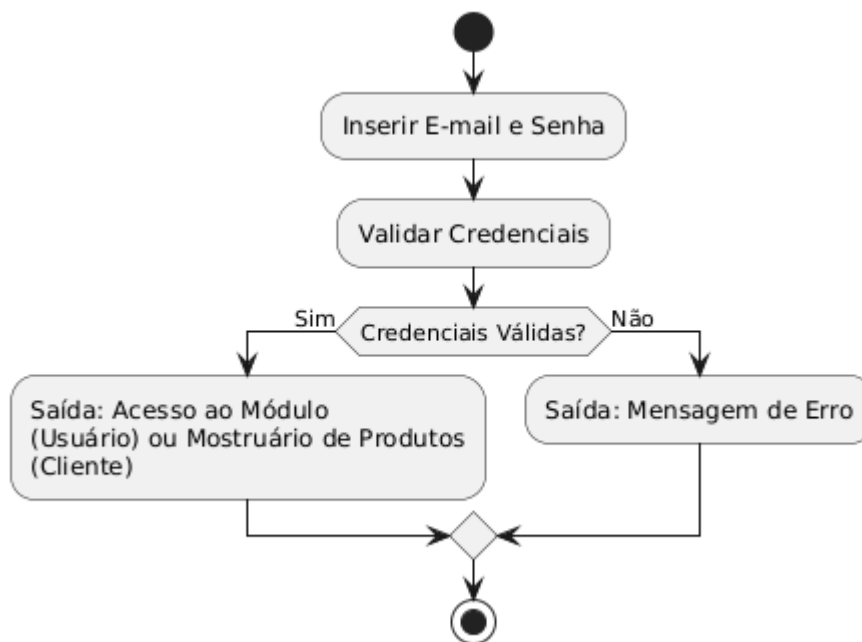 Inserir E-mail e Senha
Validar Credenciais
Sim
Credenciais Válidas?
Não
Saída: Acesso ao Módulo
(Usuário) ou Mostruário de Produtos
(Cliente)
Saída: Mensagem de Erro